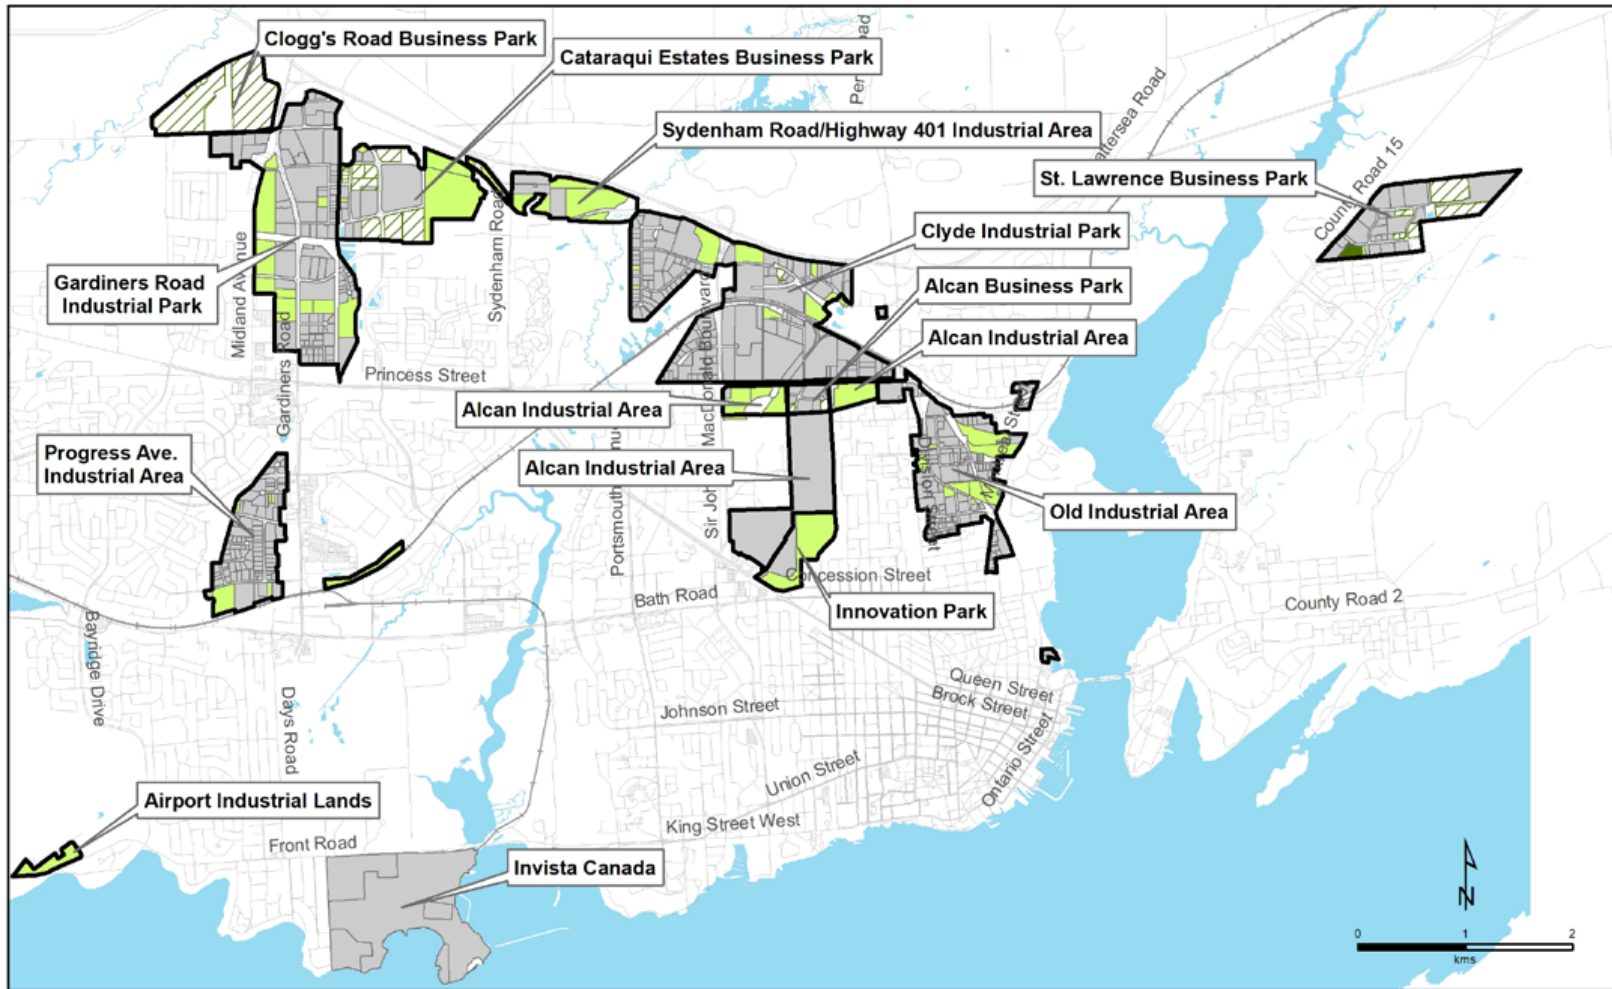 Clogg's Road Business Park
Cataraqui Estates Business Park
Sydenham Road/Highway 401 Industrial Area
St. Lawrence Business Park
County Road 15
Clyde Industrial Park
Gardiners Road
Industrial Park
Midland Avenue
Sydenham Road
Alcan Business Park
Alcan Industrial Area
Gardiners Road
Princess Street
Alcan Industrial Area
MacDonald Boulevard
Progress Ave.
Industrial Area
Alcan Industrial Area
Portsmouth
Sir Joh
Old Industrial Area
Concession Street
Bath Road
Innovation Park
County Road 2
Bayridge Drive
Days Road
Queen Street
Brock Street
Johnson Street
Union Street
Ontario Street
Airport Industrial Lands
King Street West
Front Road
Invista Canada
N
0 1 2
kms